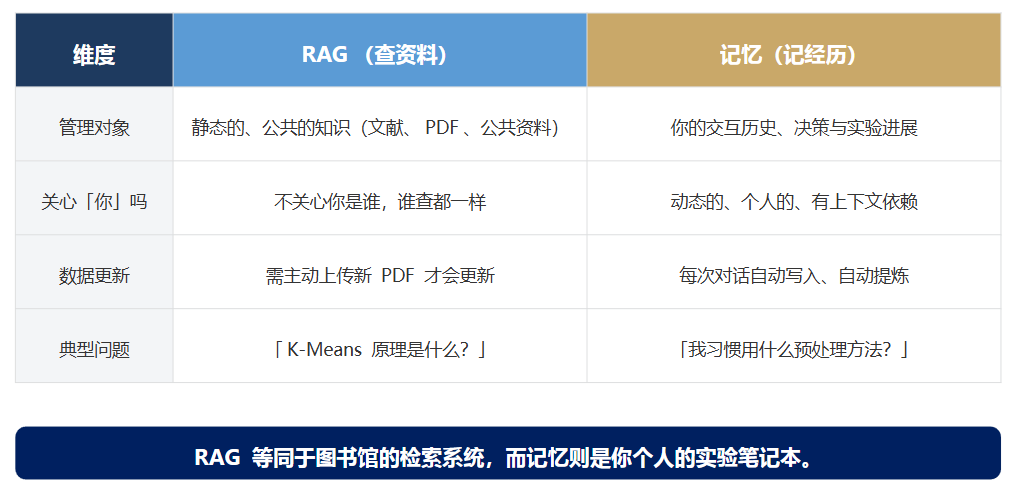 维度
RAG（查资料）
记忆（记经历）
管理对象
静态的、公共的知识（文献、 PDF 、公共资料）
你的交互历史、决策与实验进展
关心「你」吗
不关心你是谁，谁查都一样
动态的、个人的、有上下文依赖
数据更新
需主动上传新 PDF 才会更新
每次对话自动写入、自动提炼
典型问题
「 K-Means 原理是什么？」
「我习惯用什么预处理方法？」
RAG 等同于图书馆的检索系统，而记忆则是你个人的实验笔记本。